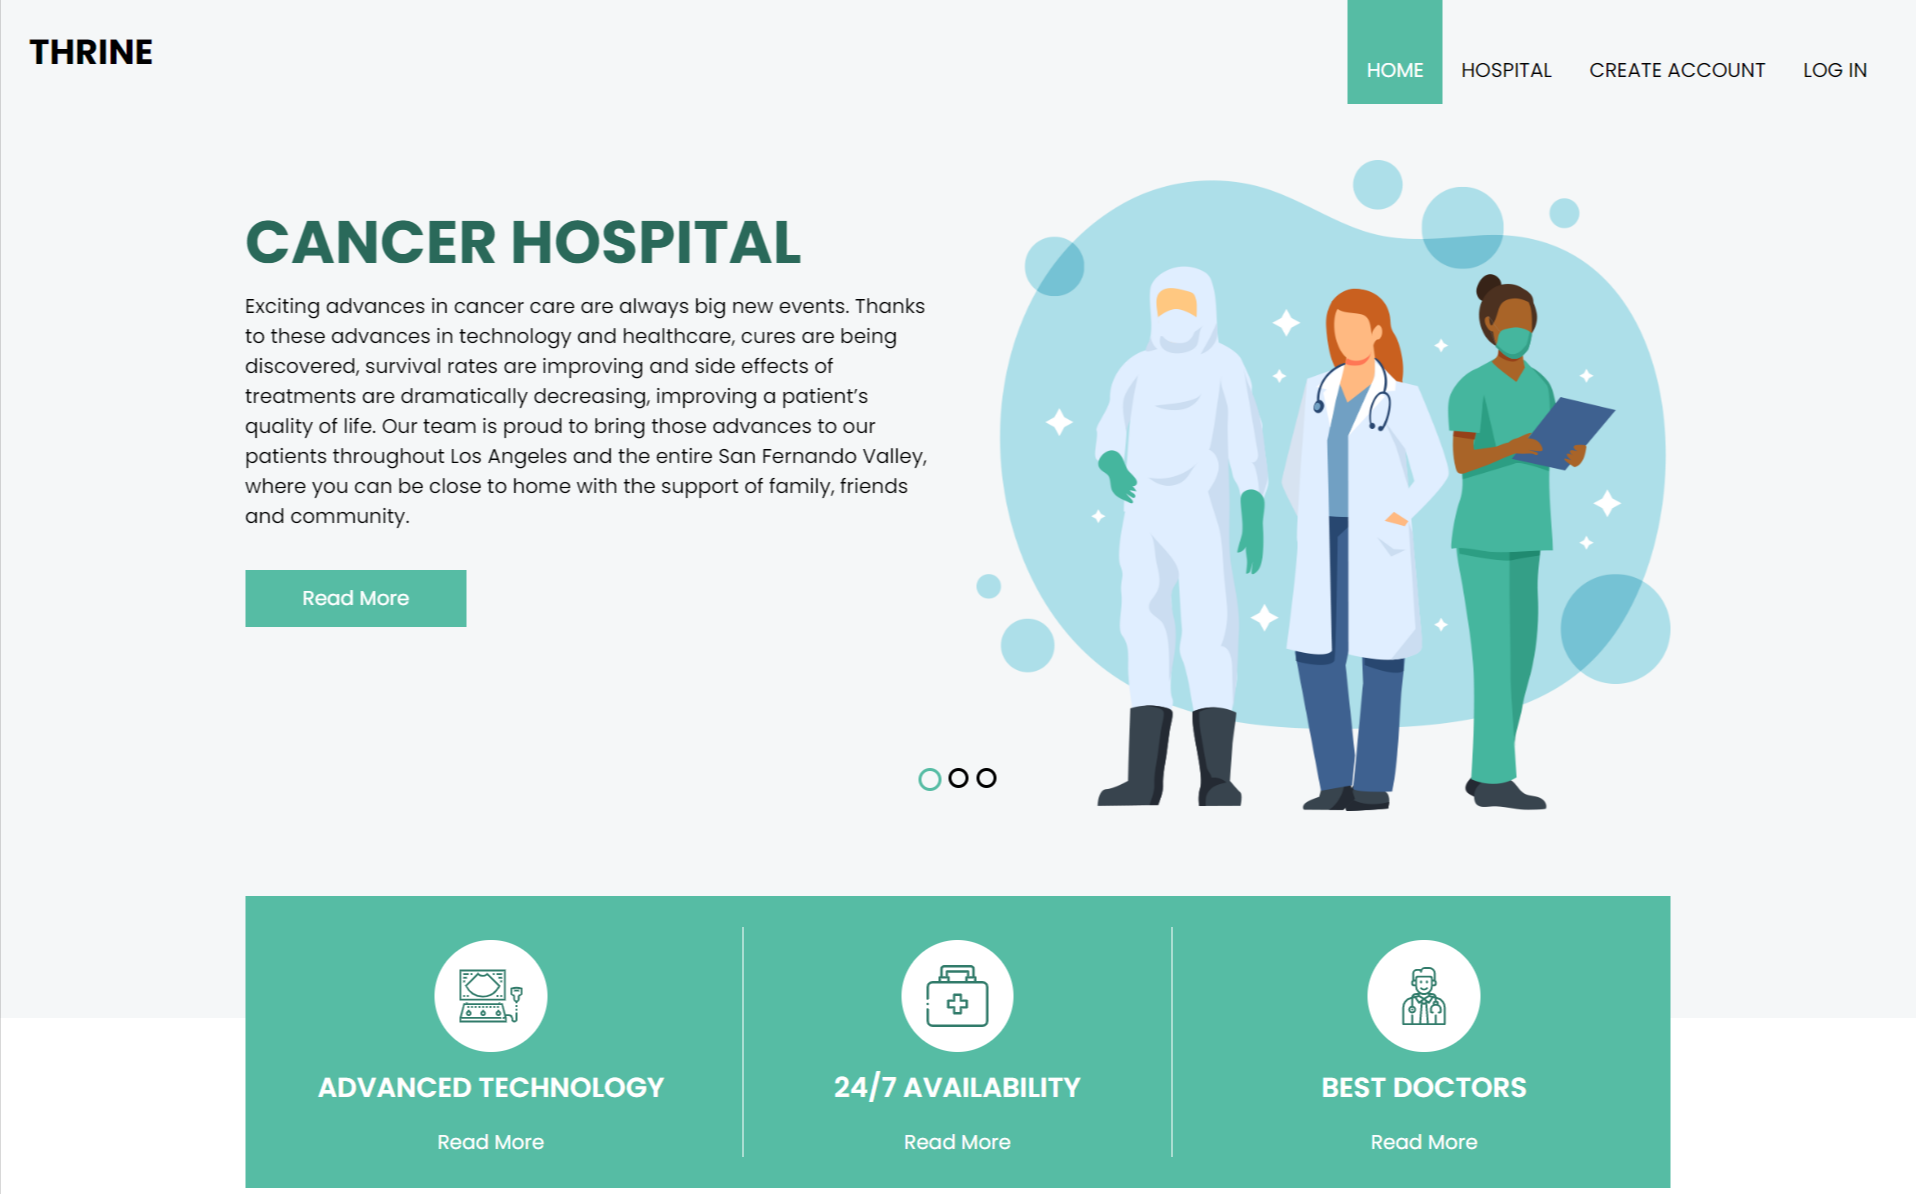 THRINE
HOME
HOSPITAL
CREATE ACCOUNT
LOG IN
CANCER HOSPITAL
Exciting advances in cancer care are always big new events. Thanks
to these advances in technology and healthcare, cures are being
discovered, survival rates are improving and side effects of
treatments are dramatically decreasing, improving a patient’s
quality of life. Our team is proud to bring those advances to our
patients throughout Los Angeles and the entire San Fernando Valley,
where you can be close to home with the support of family, friends
and community.
Read More
ADVANCED TECHNOLOGY
Read More
24/7 AVAILABILITY
Read More
BEST DOCTORS
Read More